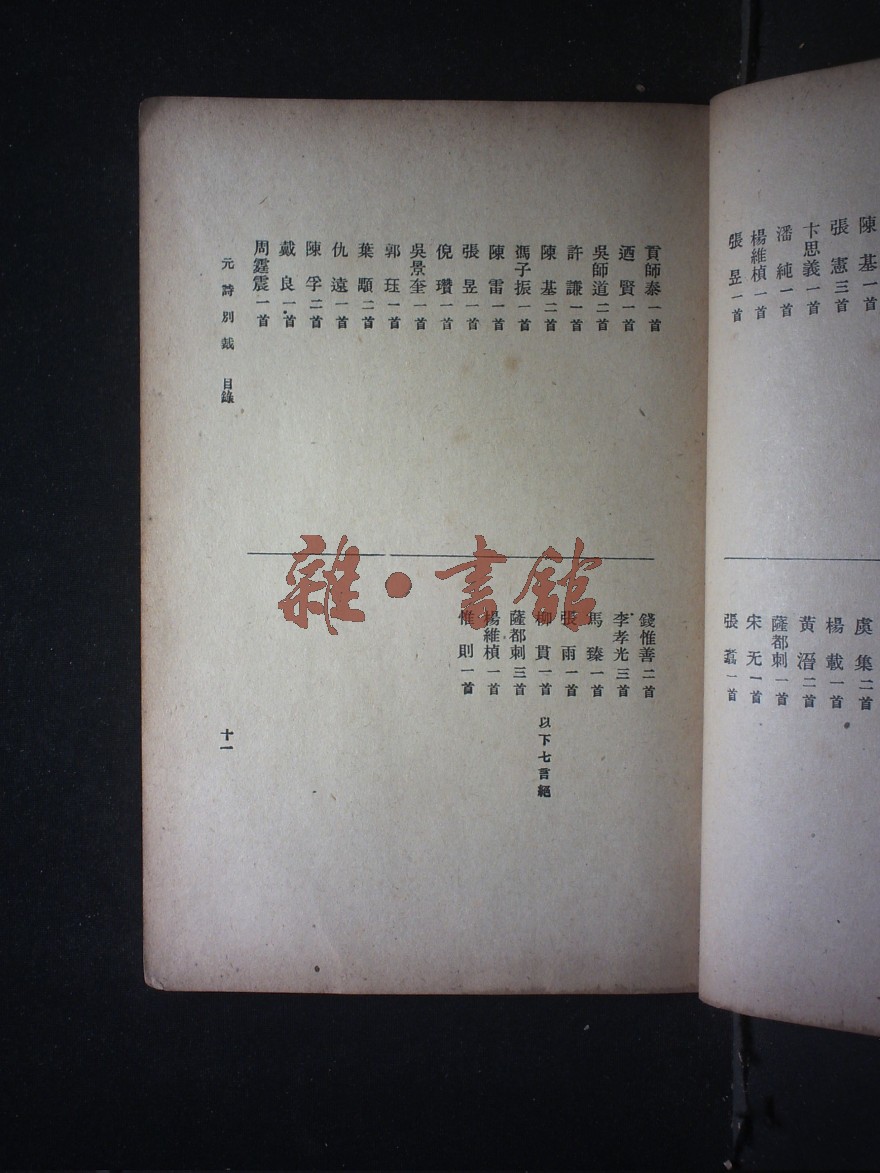 陳基一首
張憲三首
卞思義一首
潘純一首
楊維楨一首
張昱一首
虞集二首
楊載一首
黃溍二首
薩都剌一首
宋无一首
張翥一首
貢師泰一首
迺賢一首
吳師道二首
許謙一首
陳基二首
馮子振一首
陳雷一首
張昱一首
倪瓚一首
吳景奎一首
郭珏一首
葉顒二首
仇遠一首
陳孚二首
戴良一首
周霆震一首
錢惟善二首
李孝光三首
馬臻一首
張雨一首
柳貫一首 以下七言絕
薩都刺三首
楊維楨一首
惟則一首
元詩別裁 目錄
十一
雜·書館